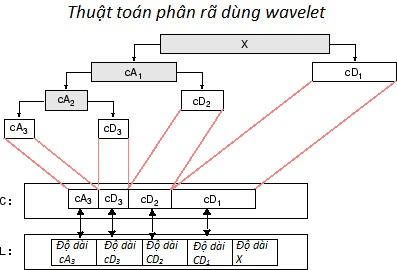 Thuật toán phân rã dùng wavelet
X
cA1
cD1
cA2
cD2
cA3
cD3
C: cA3 cD3 cD2 cD1
L: Độ dài Độ dài Độ dài Độ dài Độ dài
cA3 cD3 CD2 CD1 X